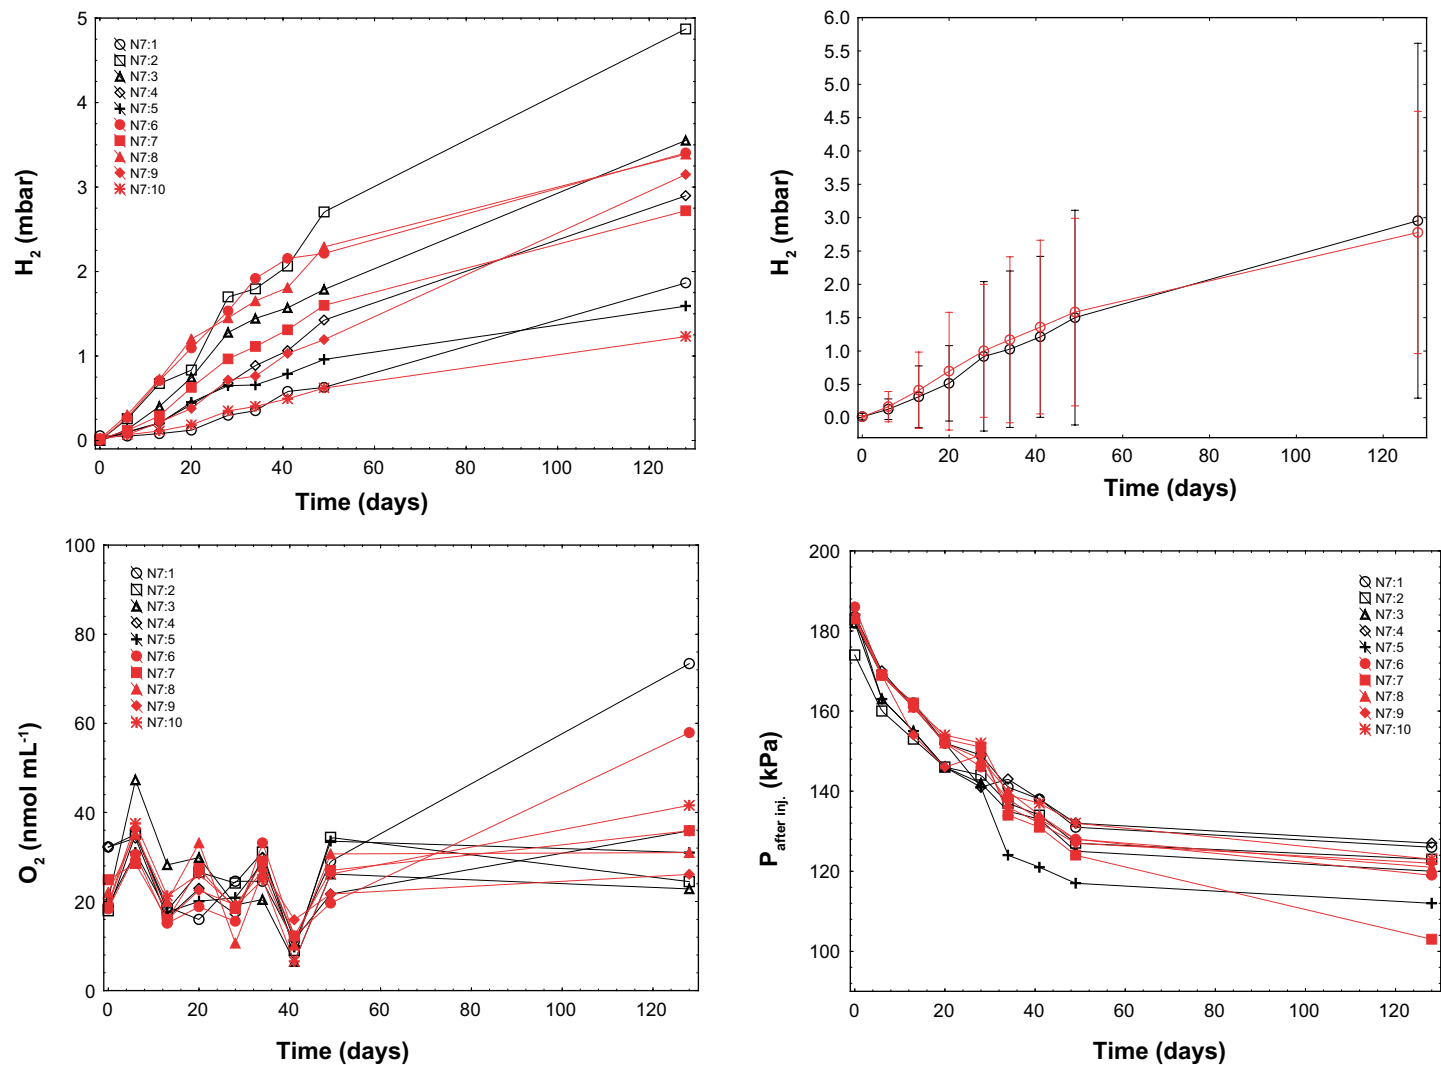 5
4
3
2
1
0
H2 (mbar)
N7:1
N7:2
N7:3
N7:4
N7:5
N7:6
N7:7
N7:8
N7:9
N7:10
0 20 40 60 80 100 120
Time (days)
6.0
5.5
5.0
4.5
4.0
3.5
3.0
2.5
2.0
1.5
1.0
0.5
0.0
H2 (mbar)
0 20 40 60 80 100 120
Time (days)
100
80
60
40
20
0
O2 (nmol mL-1)
N7:1
N7:2
N7:3
N7:4
N7:5
N7:6
N7:7
N7:8
N7:9
N7:10
0 20 40 60 80 100 120
Time (days)
200
180
160
140
120
100
Pafter inj. (kPa)
N7:1
N7:2
N7:3
N7:4
N7:5
N7:6
N7:7
N7:8
N7:9
N7:10
0 20 40 60 80 100 120
Time (days)